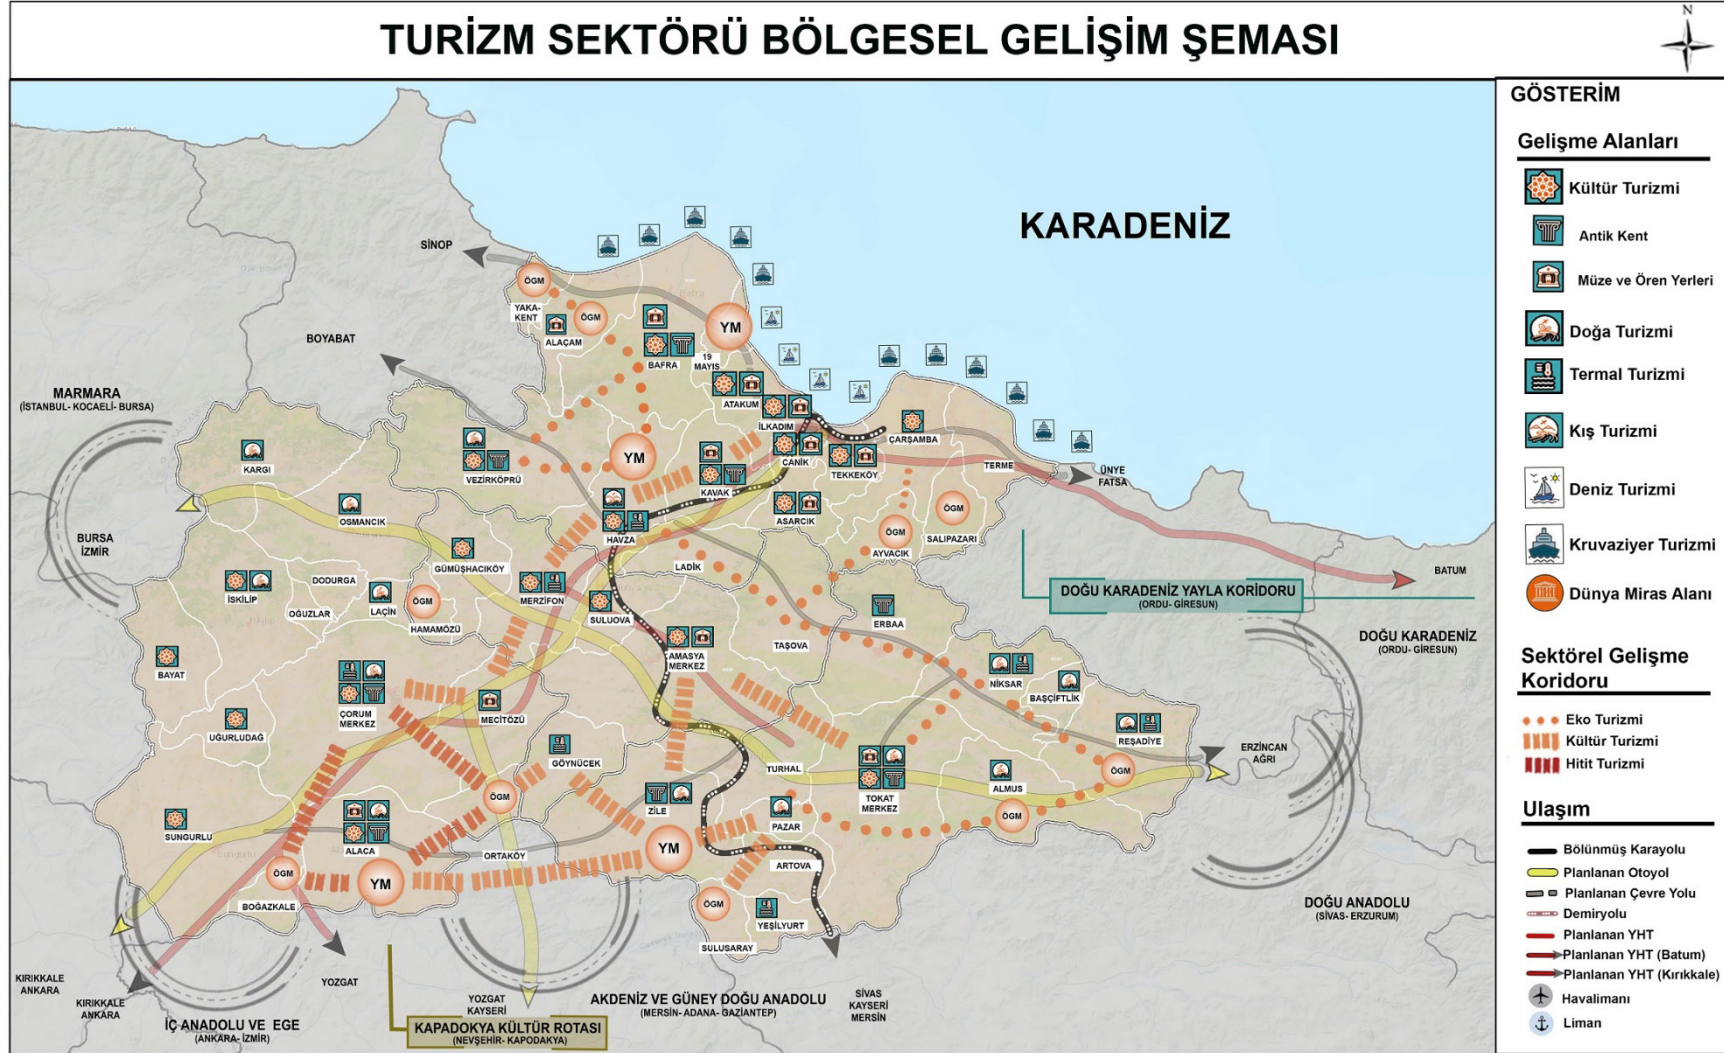 TURİZM SEKTÖRÜ BÖLGESEL GELİŞİM ŞEMASI
N
KARADENİZ
SİNOP
BOYABAT
MARMARA
(İSTANBUL- KOCAELİ- BURSA)
BURSA
İZMİR
ÖGM
YAKA-
KENT
ÖGM
ALAÇAM
BAFRA
YM
19
MAYIS
ATAKUM
İLKADIM
CANİK
TEKKEKÖY
ÇARŞAMBA
TERME
ÜNYE
FATSA
KARGI
VEZİRKÖPRÜ
YM
KAVAK
ASARCIK
OSMANCIK
HAVZA
ÖGM
AYVACIK
ÖGM
SALIPAZARI
BATUM
LADİK
GÜMÜŞHACIKÖY
DODURGA
İSKİLİP
OĞUZLAR
LAÇİN
ÖGM
HAMAMÖZÜ
MERZİFON
SULUOVA
ERBAA
DOĞU KARADENİZ YAYLA KORİDORU
(ORDU- GİRESUN)
DOĞU KARADENİZ
(ORDU- GİRESUN)
AMASYA
MERKEZ
TAŞOVA
BAYAT
NİKSAR
BAŞÇİFTLİK
ÇORUM
MERKEZ
MECİTÖZÜ
UĞURLUDAĞ
REŞADİYE
GÖYNÜCEK
TURHAL
ERZİNCAN
AĞRI
ÖGM
ZİLE
TOKAT
MERKEZ
ALMUS
ÖGM
SUNGURLU
PAZAR
ÖGM
ALACA
ORTAKÖY
YM
ARTOVA
ÖGM
BOĞAZKALE
YM
ÖGM
YEŞİLYURT
SULUSARAY
DOĞU ANADOLU
(SİVAS- ERZURUM)
KIRIKKALE
ANKARA
KIRIKKALE
ANKARA
YOZGAT
YOZGAT
KAYSERİ
SİVAS
KAYSERİ
MERSİN
AKDENİZ VE GÜNEY DOĞU ANADOLU
(MERSİN- ADANA- GAZİANTEP)
İÇ ANADOLU VE EGE
(ANKARA- İZMİR)
KAPADOKYA KÜLTÜR ROTASI
(NEVŞEHİR- KAPODAKYA)
GÖSTERİM
Gelişme Alanları
Kültür Turizmi
Antik Kent
Müze ve Ören Yerleri
Doğa Turizmi
Termal Turizmi
Kış Turizmi
Deniz Turizmi
Kruvaziyer Turizmi
Dünya Miras Alanı
Sektörel Gelişme
Koridoru
Eko Turizmi
Kültür Turizmi
Hitit Turizmi
Ulaşım
Bölünmüş Karayolu
Planlanan Otoyol
Planlanan Çevre Yolu
Demiryolu
Planlanan YHT
Planlanan YHT (Batum)
Planlanan YHT (Kırıkkale)
Havalimanı
Liman